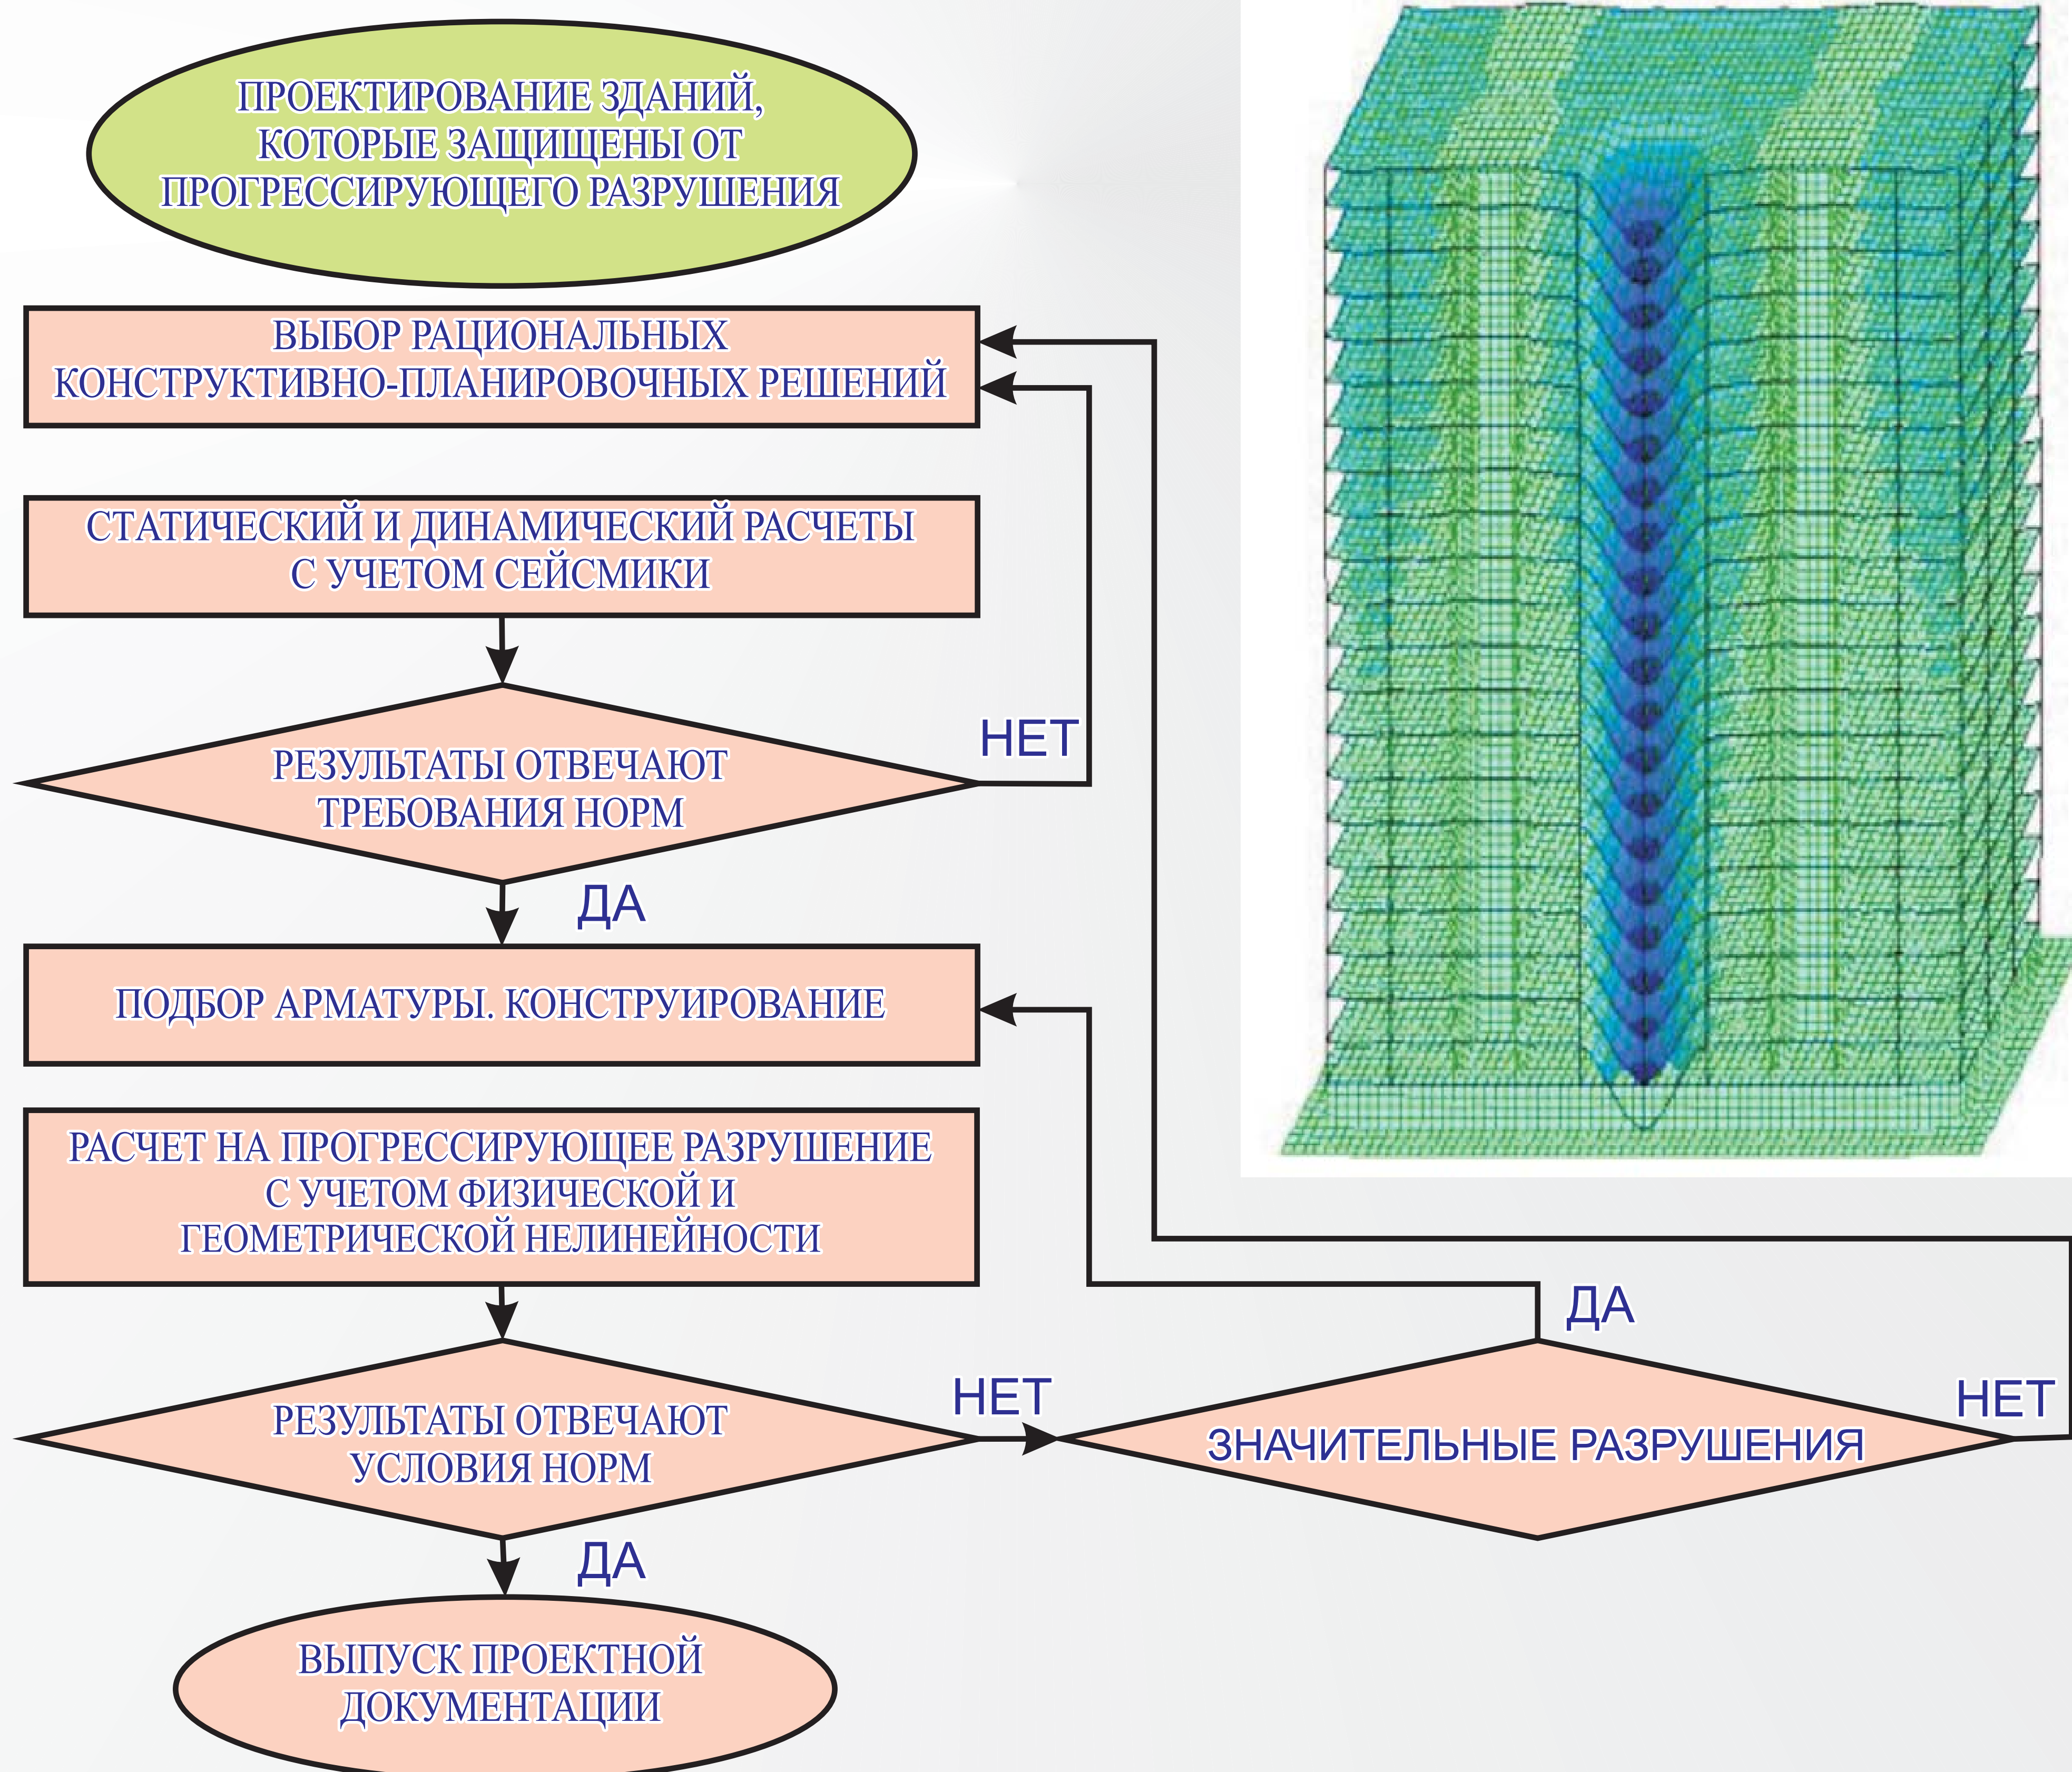 ПРОЕКТИРОВАНИЕ ЗДАНИЙ,
КОТОРЫЕ ЗАЩИЩЕНЫ ОТ
ПРОГРЕССИРУЮЩЕГО РАЗРУШЕНИЯ
ВЫБОР РАЦИОНАЛЬНЫХ
КОНСТРУКТИВНО-ПЛАНИРОВОЧНЫХ РЕШЕНИЙ
СТАТИЧЕСКИЙ И ДИНАМИЧЕСКИЙ РАСЧЕТЫ
С УЧЕТОМ СЕЙСМИКИ
РЕЗУЛЬТАТЫ ОТВЕЧАЮТ
ТРЕБОВАНИЯ НОРМ
НЕТ
ДА
ПОДБОР АРМАТУРЫ. КОНСТРУИРОВАНИЕ
РАСЧЕТ НА ПРОГРЕССИРУЮЩЕЕ РАЗРУШЕНИЕ
С УЧЕТОМ ФИЗИЧЕСКОЙ И
ГЕОМЕТРИЧЕСКОЙ НЕЛИНЕЙНОСТИ
РЕЗУЛЬТАТЫ ОТВЕЧАЮТ
УСЛОВИЯ НОРМ
НЕТ
ЗНАЧИТЕЛЬНЫЕ РАЗРУШЕНИЯ
ДА
НЕТ
ДА
ВЫПУСК ПРОЕКТНОЙ
ДОКУМЕНТАЦИИ